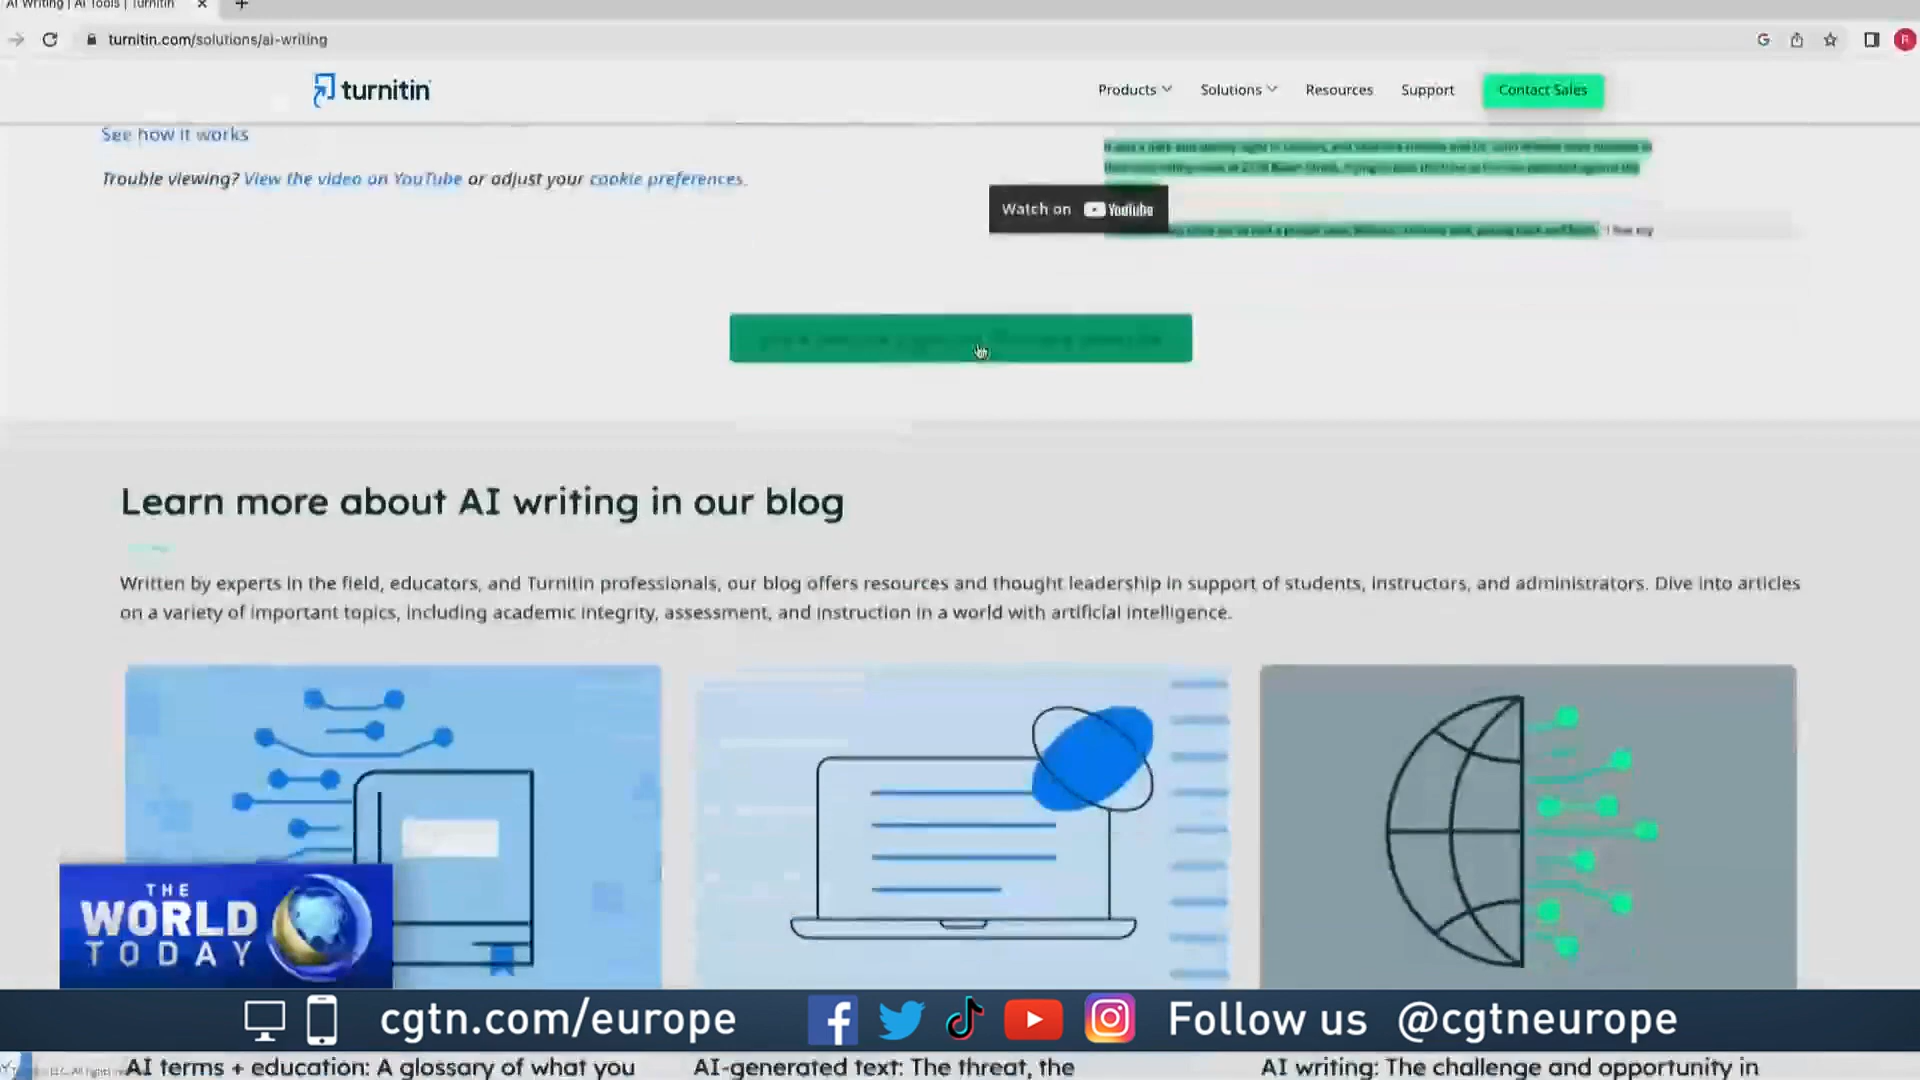 AI Writing | AI Tools | Turnitin
turnitin.com/solutions/ai-writing
turnitin
Products
Solutions
Resources
Support
Contact Sales
See how it works
Trouble viewing? View the video on YouTube or adjust your cookie preferences.
Watch on YouTube
Learn more about AI writing in our blog
Written by experts in the field, educators, and Turnitin professionals, our blog offers resources and thought leadership in support of students, instructors, and administrators. Dive into articles
on a variety of important topics, including academic integrity, assessment, and instruction in a world with artificial intelligence.
THE
WORLD
TODAY
cgtn.com/europe
Follow us @cgtneurope
AI terms + education: A glossary of what you
AI-generated text: The threat, the
AI writing: The challenge and opportunity in